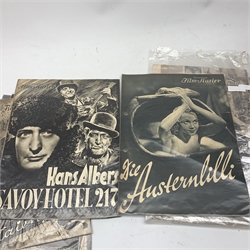 Hans Albers
SAVOY-HOTEL 217
Film-Kurier
Die
Austernlilli